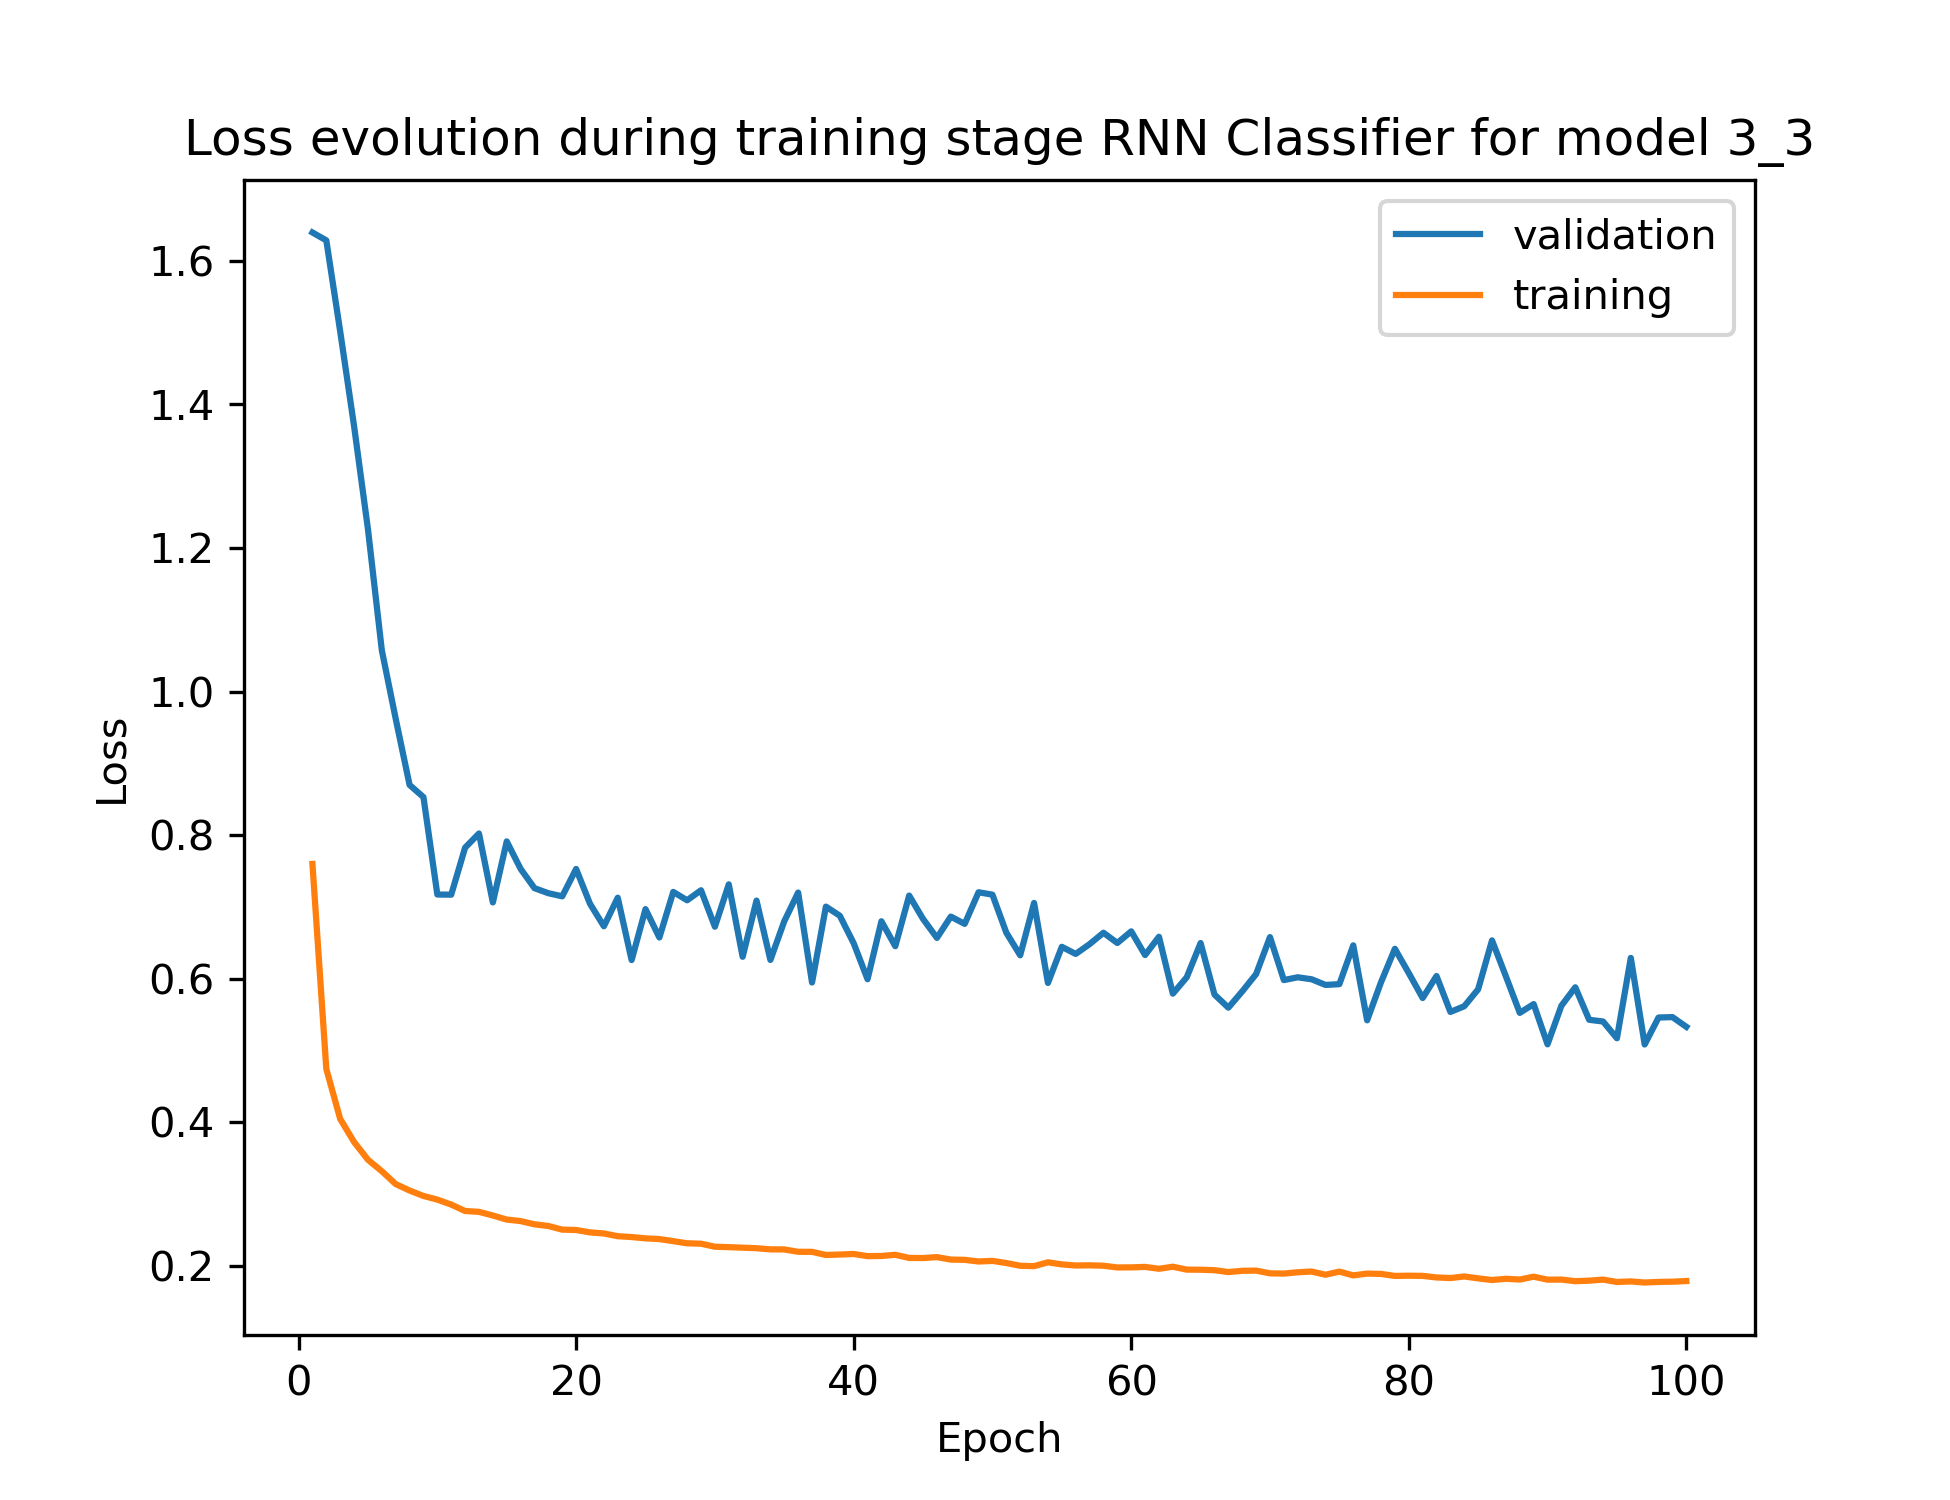 Loss evolution during training stage RNN Classifier for model 3_3
validation
training
1.6
1.4
1.2
1.0
0.8
0.6
0.4
0.2
Loss
0 20 40 60 80 100
Epoch